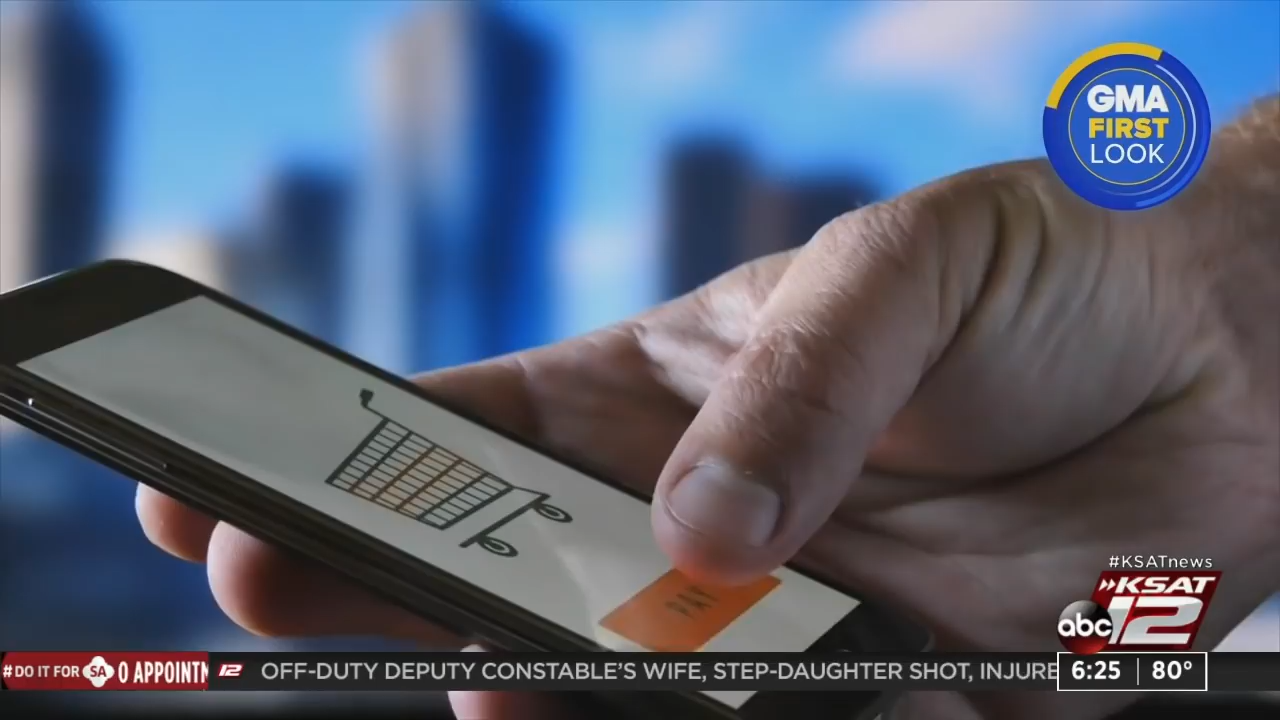 GMA
FIRST
LOOK
PAY
#KSATnews
KSAT
abc 12
#DO IT FOR SA 0 APPOINTM
12 OFF-DUTY DEPUTY CONSTABLE'S WIFE, STEP-DAUGHTER SHOT, INJURE
6:25 80°